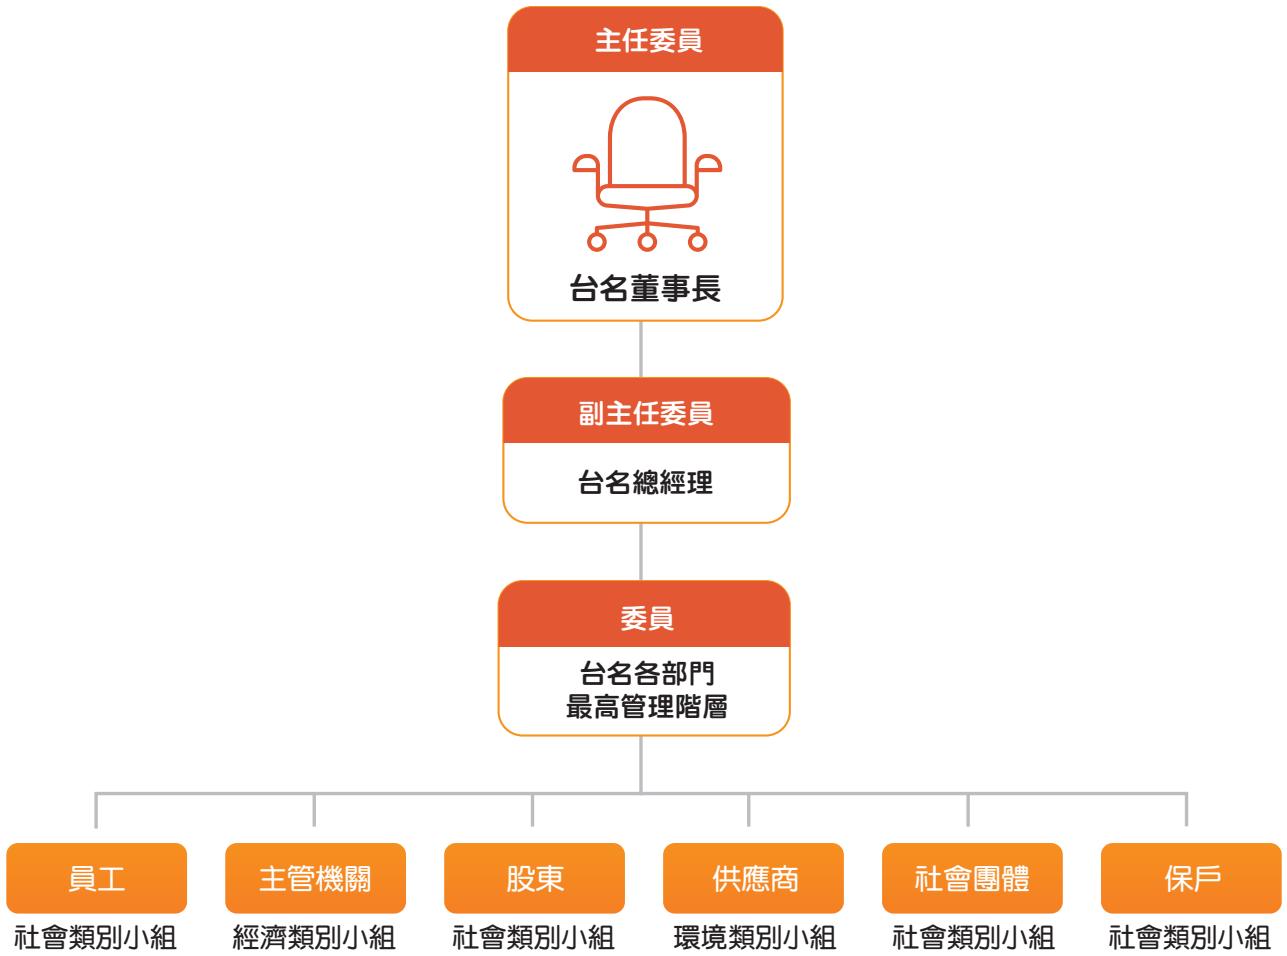 主任委員
台名董事長
副主任委員
台名總經理
委員
台名各部門
最高管理階層
員工
主管機關
股東
供應商
社會團體
保戶
社會類別小組
經濟類別小組
社會類別小組
環境類別小組
社會類別小組
社會類別小組